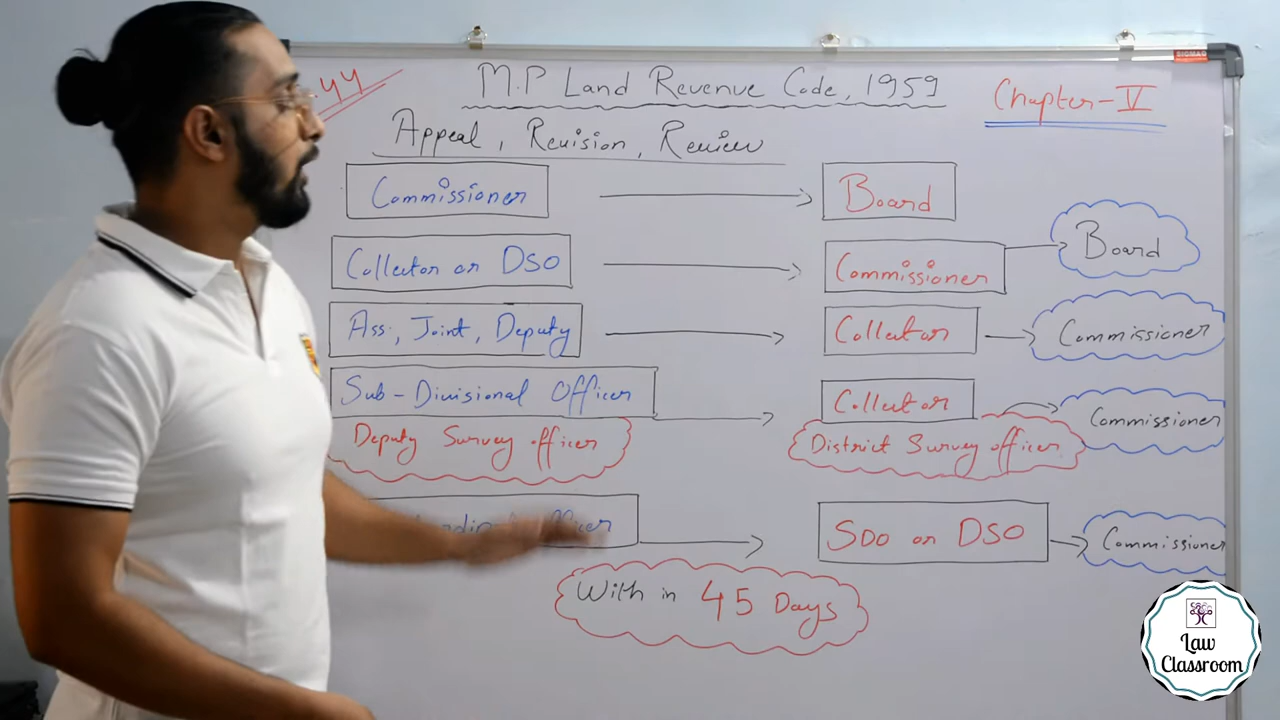 44
M.P Land Revenue Code, 1959
Chapter-V
Appeal, Revision, Review
Commissioner
Board
Collector or DSO
Commissioner
Board
Ass:, Joint, Deputy
Collector
Commissioner
Sub-Divisional Officer
Collector
Commissioner
Deputy Survey officer
District Survey officer.
SDO or DSO
Commissioner
With in 45 Days
SIGMAD
Law
Classroom